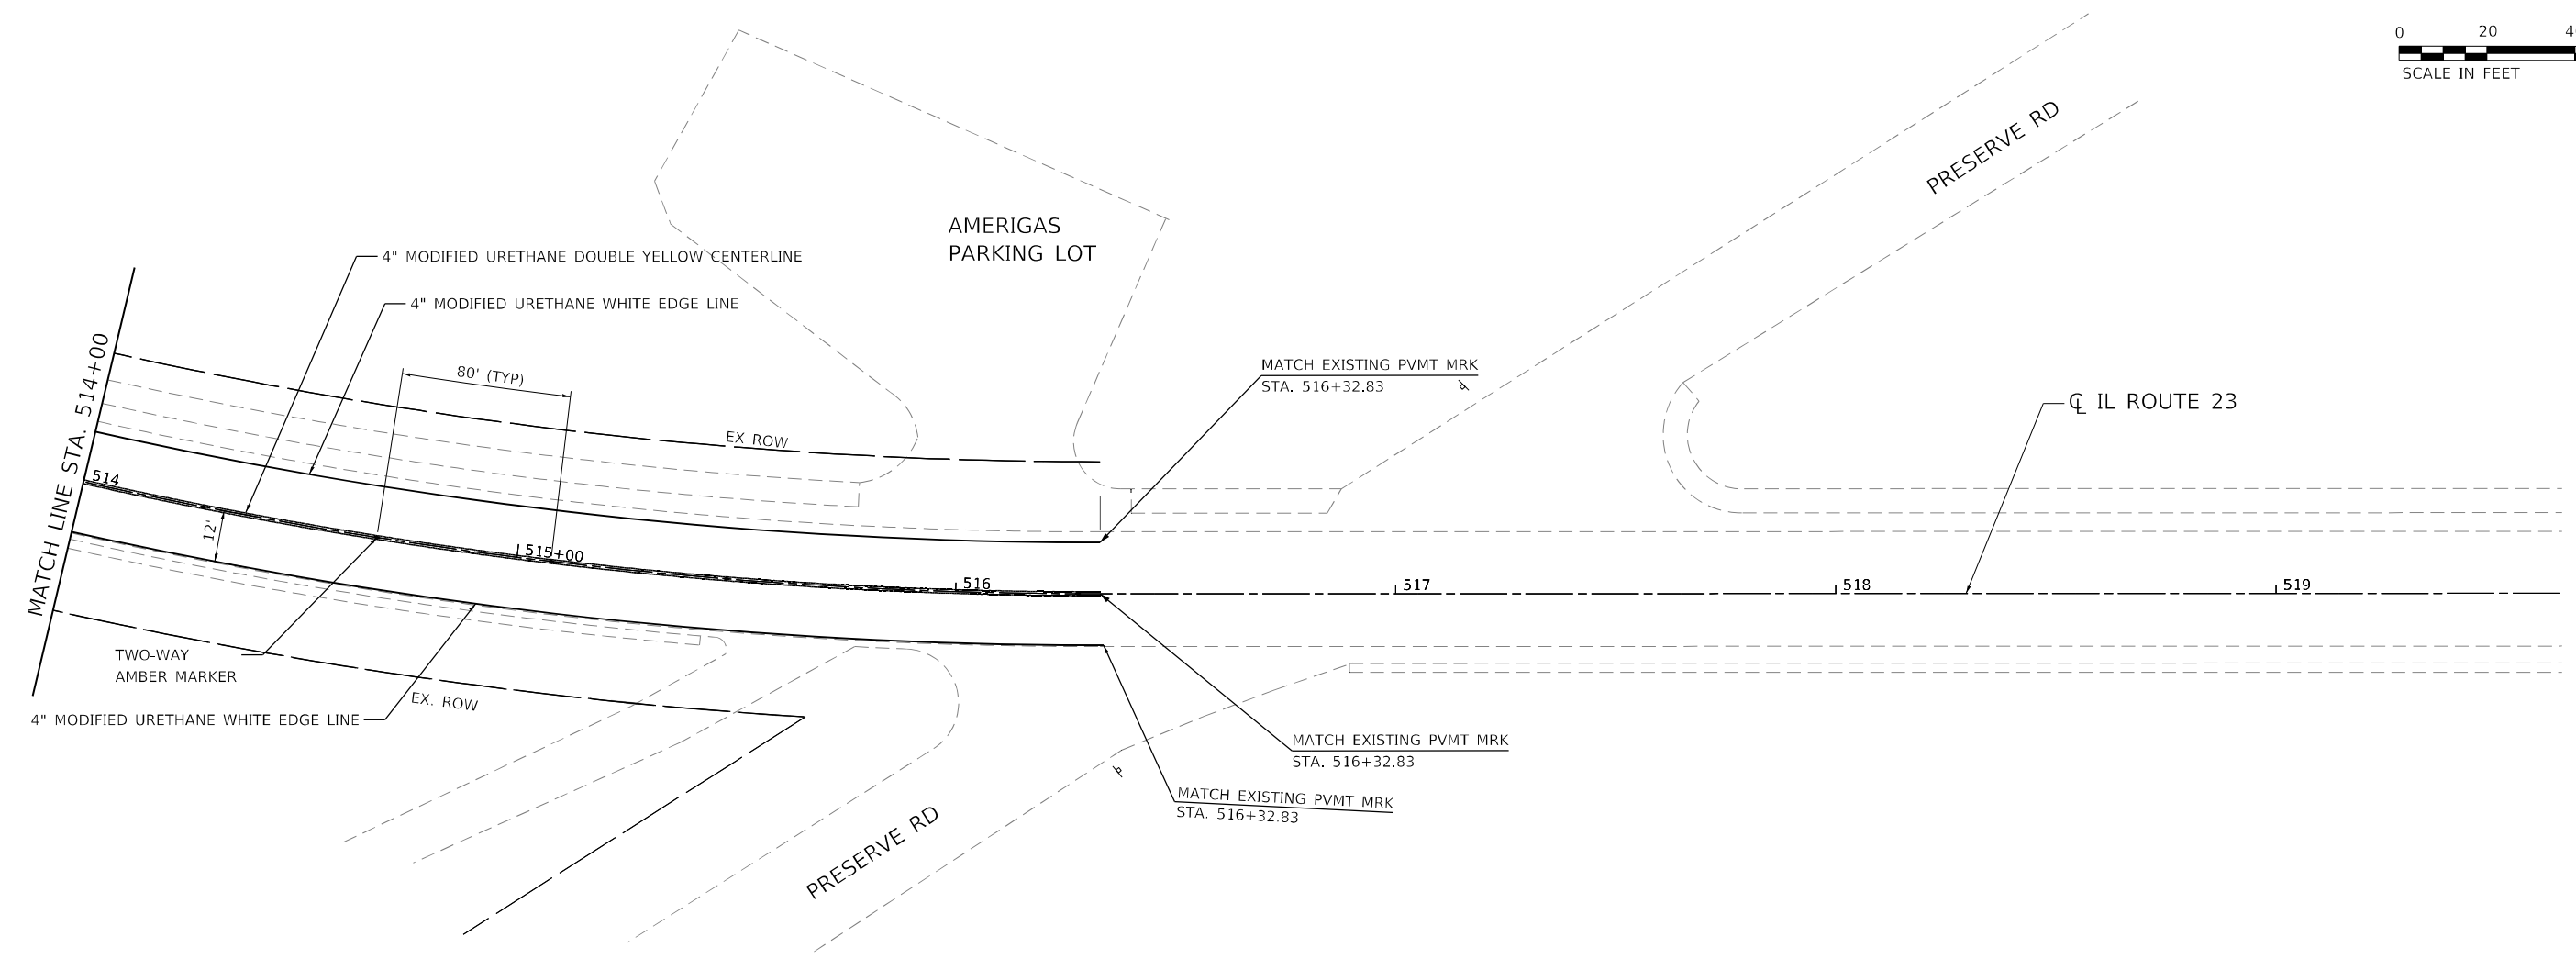 0 20
SCALE IN FEET
PRESERVE RD
AMERIGAS
PARKING LOT
4" MODIFIED URETHANE DOUBLE YELLOW CENTERLINE
4" MODIFIED URETHANE WHITE EDGE LINE
MATCH LINE STA. 514+00
80' (TYP)
EX ROW
MATCH EXISTING PVMT MRK
STA. 516+32.83
℄ IL ROUTE 23
514
12'
515+00
516
517
518
519
TWO-WAY
AMBER MARKER
EX. ROW
4" MODIFIED URETHANE WHITE EDGE LINE
MATCH EXISTING PVMT MRK
STA. 516+32.83
MATCH EXISTING PVMT MRK
STA. 516+32.83
PRESERVE RD